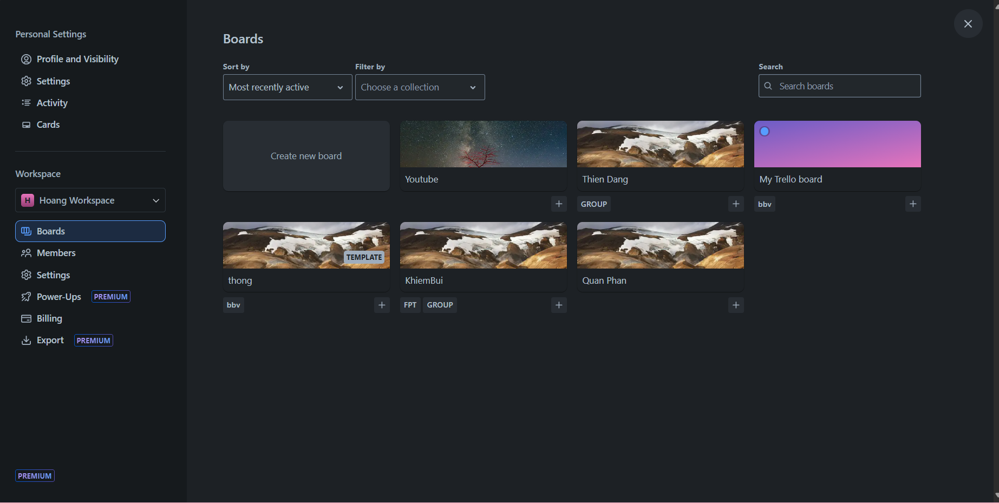 Personal Settings
Profile and Visibility
Settings
Activity
Cards
Workspace
H Hoang Workspace
Boards
Members
Settings
Power-Ups PREMIUM
Billing
Export PREMIUM
PREMIUM
Boards
Sort by
Most recently active
Filter by
Choose a collection
Search
Search boards
Create new board
Youtube
Thien Dang
GROUP
My Trello board
bbv
TEMPLATE
thong
bbv
KhiemBui
FPT GROUP
Quan Phan